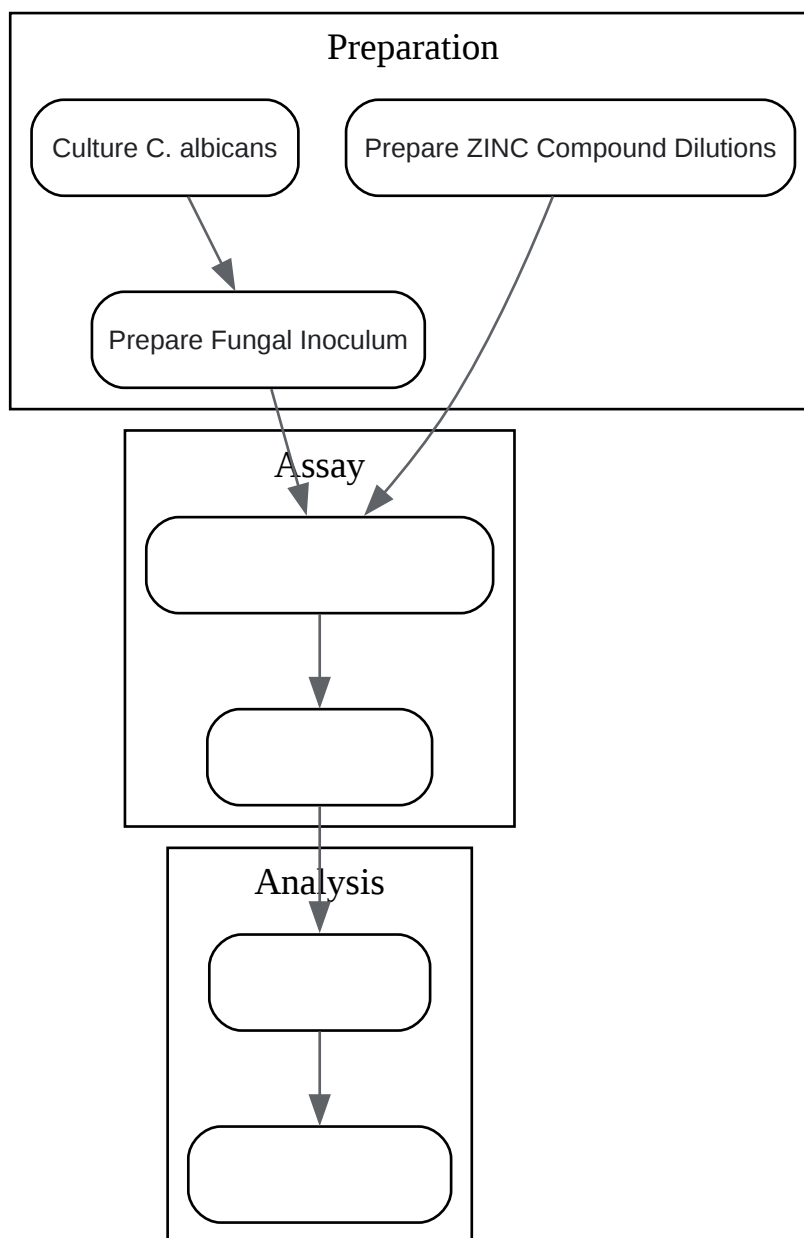 Preparation
Culture C. albicans
Prepare ZINC Compound Dilutions
Prepare Fungal Inoculum
Assay
Analysis